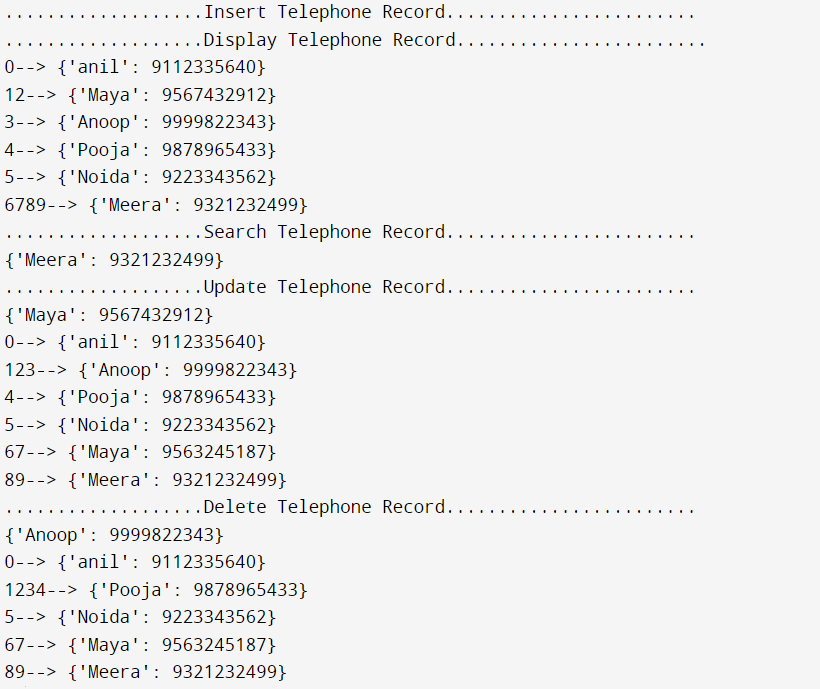 ...................Insert Telephone Record........................
...................Display Telephone Record........................
0--> {'anil': 9112335640}
12--> {'Maya': 9567432912}
3--> {'Anoop': 9999822343}
4--> {'Pooja': 9878965433}
5--> {'Noida': 9223343562}
6789--> {'Meera': 9321232499}
...................Search Telephone Record........................
{'Meera': 9321232499}
...................Update Telephone Record........................
{'Maya': 9567432912}
0--> {'anil': 9112335640}
123--> {'Anoop': 9999822343}
4--> {'Pooja': 9878965433}
5--> {'Noida': 9223343562}
67--> {'Maya': 9563245187}
89--> {'Meera': 9321232499}
...................Delete Telephone Record........................
{'Anoop': 9999822343}
0--> {'anil': 9112335640}
1234--> {'Pooja': 9878965433}
5--> {'Noida': 9223343562}
67--> {'Maya': 9563245187}
89--> {'Meera': 9321232499}